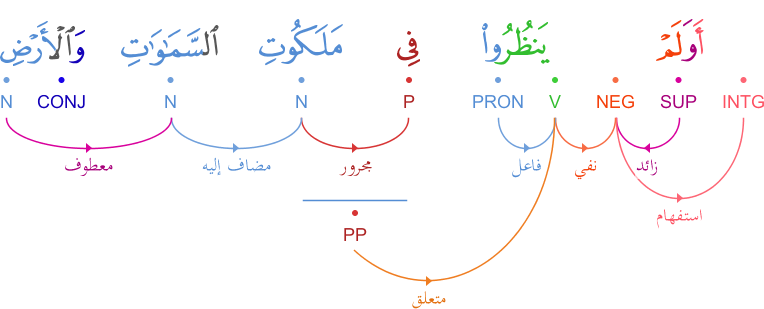 أَوَلَمْ يَنظُرُوا۟ فِى مَلَكُوتِ ٱلسَّمَـٰوَٰتِ وَٱلْأَرْضِ
INTG SUP NEG V PRON P N N CONJ N
زائد نفي فاعل مجرور مضاف إليه معطوف
استفهام
PP
متعلق